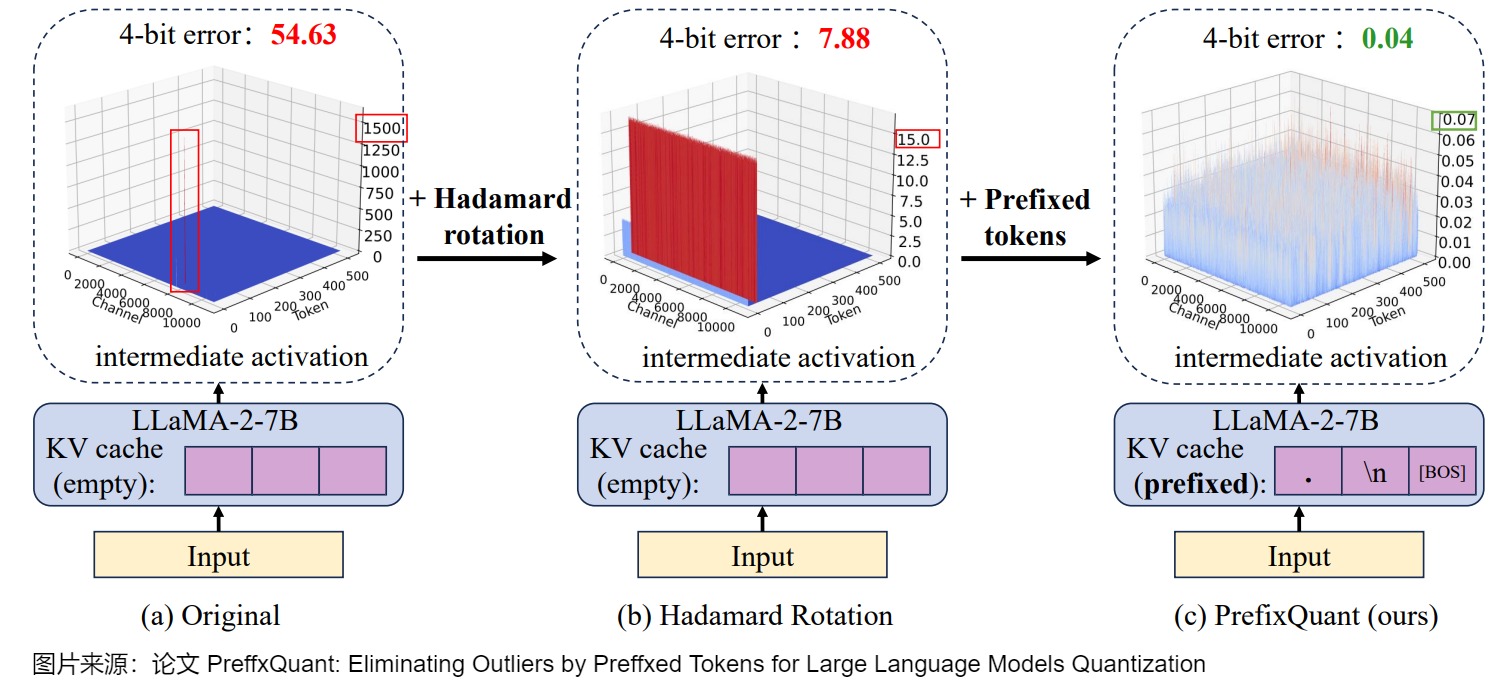 4-bit error： 54.63
1500
1250
1000
750
500
250
0
0
2000
4000
6000
8000
10000
Channel
0
100
200
300
400
500
Token
intermediate activation
LLaMA-2-7B
KV cache
(empty):
Input
(a) Original
+ Hadamard
rotation
4-bit error： 7.88
15.0
12.5
10.0
7.5
5.0
2.5
0.0
0
2000
4000
6000
8000
10000
Channel
0
100
200
300
400
500
Token
intermediate activation
LLaMA-2-7B
KV cache
(empty):
Input
(b) Hadamard Rotation
+ Prefixed
tokens
4-bit error： 0.04
0.07
0.06
0.05
0.04
0.03
0.02
0.01
0.00
0
2000
4000
6000
8000
10000
Channel
0
100
200
300
400
500
Token
intermediate activation
LLaMA-2-7B
KV cache
(prefixed): . \n [BOS]
Input
(c) PrefixQuant (ours)
图片来源：论文 PreffxQuant: Eliminating Outliers by Preffxed Tokens for Large Language Models Quantization